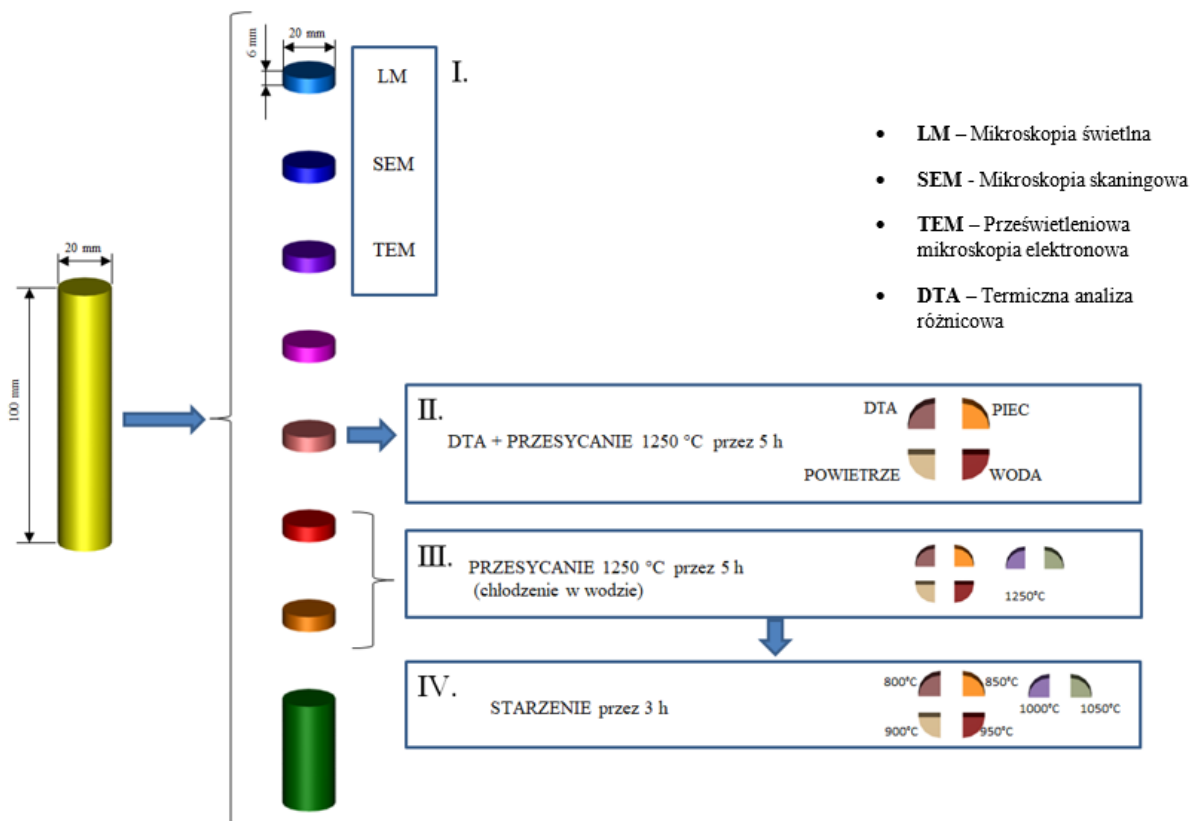 20 mm
6 mm
LM
I.
SEM
TEM
• LM – Mikroskopia świetlna
• SEM - Mikroskopia skaningowa
• TEM – Prześwietleniowa
mikroskopia elektronowa
• DTA – Termiczna analiza
różnicowa
20 mm
100 mm
II.
DTA + PRZESYCANIE 1250 °C przez 5 h
DTA
PIEC
POWIETRZE
WODA
III.
PRZESYCANIE 1250 °C przez 5 h
(chłodzenie w wodzie)
1250°C
IV.
STARZENIE przez 3 h
800°C
850°C
900°C
950°C
1000°C
1050°C